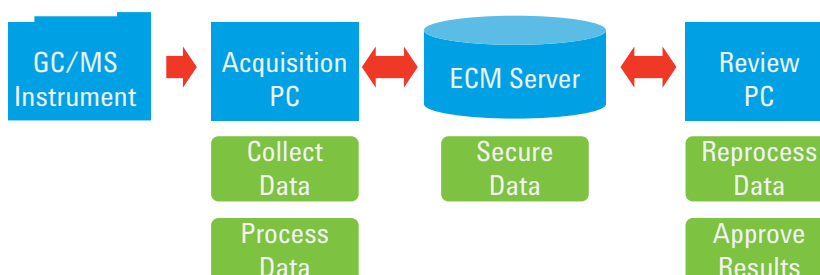 GC/MS
Instrument
Acquisition
PC
ECM Server
Review
PC
Collect
Data
Secure
Data
Reprocess
Data
Process
Data
Approve
Results